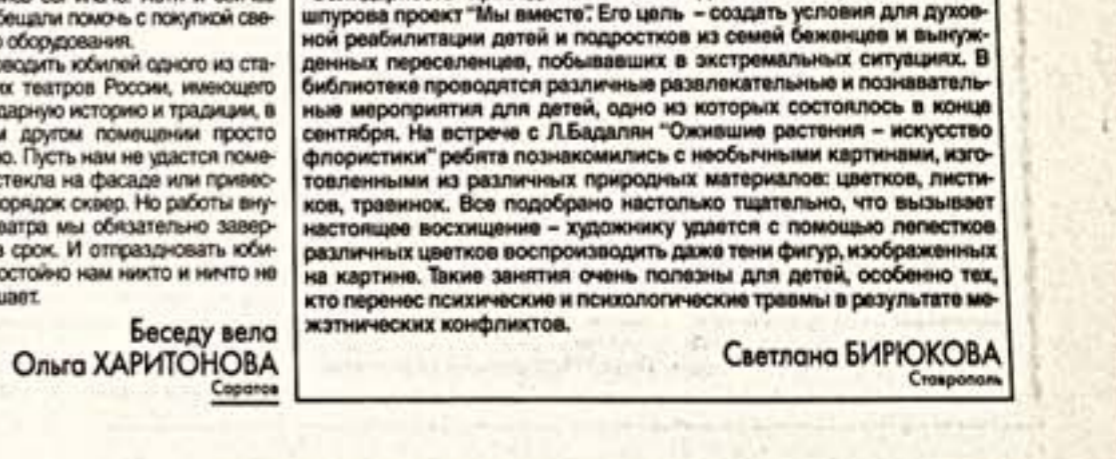 бещали помочь с покупкой све-
о оборудования.
водить юбилей одного из ста-
их театров России, имеющего
дарную историю и традиции, в
м другом помещении просто
ю. Пусть нам не удастся поме-
стекла на фасаде или привес-
орядок сквер. Но работы вну-
еатра мы обязательно завер-
в срок. И отпраздновать юби-
остойно нам никто и ничто не
шает.
Беседу вела
Ольга ХАРИТОНОВА
Саратов
шпурова проект "Мы вместе". Его цель – создать условия для духов-
ной реабилитации детей и подростков из семей беженцев и вынуж-
денных переселенцев, побывавших в экстремальных ситуациях. В
библиотеке проводятся различные развлекательные и познаватель-
ные мероприятия для детей, одно из которых состоялось в конце
сентября. На встрече с Л.Бадалян "Ожившие растения – искусство
флористики" ребята познакомились с необычными картинами, изго-
товленными из различных природных материалов: цветков, листи-
ков, травинок. Все подобрано настолько тщательно, что вызывает
настоящее восхищение – художнику удается с помощью лепестков
различных цветков воспроизводить даже тени фигур, изображенных
на картине. Такие занятия очень полезны для детей, особенно тех,
кто перенес психические и психологические травмы в результате ме-
жэтнических конфликтов.
Светлана БИРЮКОВА
Ставрополь